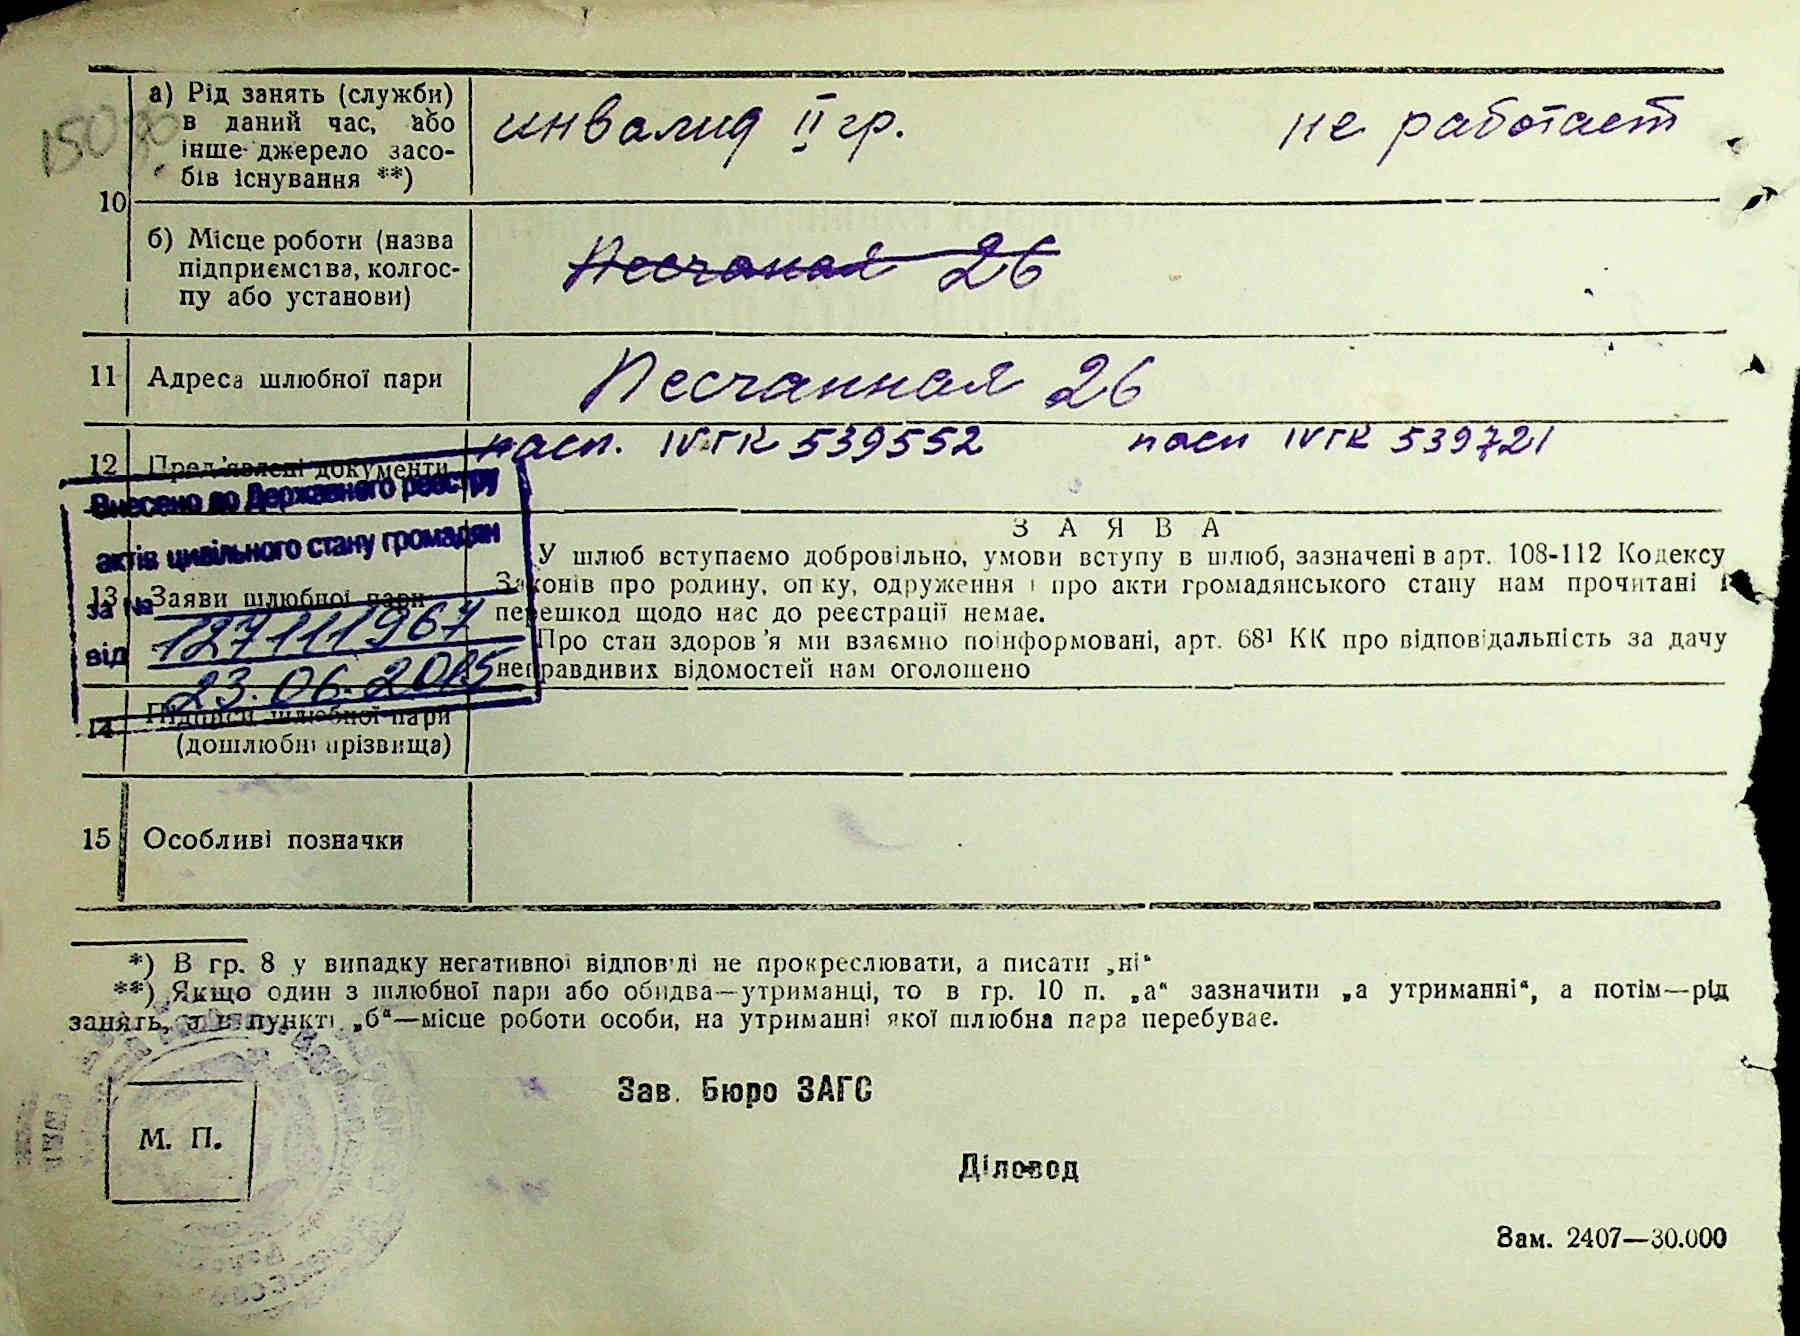 10
а) Рід занять (служби)
в даний час, або
інше джерело засо-
бів існування **)
инвалид II гр.
не работает
б) Місце роботи (назва
підприємства, колгос-
пу або установи)
Песчаная 26
11
Адреса шлюбної пари
Песчанная 26
12
Пред'явлені документи
пасп. IV ГК 539552
пасп IV ГК 539721
Внесено до Державного реєстру
актів цивільного стану громадян
за №
127111967
від
23.06.2015
13
Заяви шлюбної пари
ЗАЯВА
У шлюб вступаємо добровільно, умови вступу в шлюб, зазначені в арт. 108-112 Кодексу
Законів про родину, опіку, одруження і про акти громадянського стану нам прочитані і
перешкод щодо нас до реєстрації немає.
Про стан здоров'я ми взаємно поінформовані, арт. 68¹ КК про відповідальність за дачу
неправдивих відомостей нам оголошено
14
Підписи шлюбної пари
(дошлюбні прізвища)
15
Особливі позначки
*) В гр. 8 у випадку негативної відповіді не прокреслювати, а писати „ні“
**) Якщо один з шлюбної пари або обидва—утриманці, то в гр. 10 п. „а“ зазначити „а утриманні“, а потім—рід
занять, а в пункті „б“—місце роботи особи, на утриманні якої шлюбна пара перебуває.
Зав. Бюро ЗАГС
М. П.
Діловод
Зам. 2407—30.000